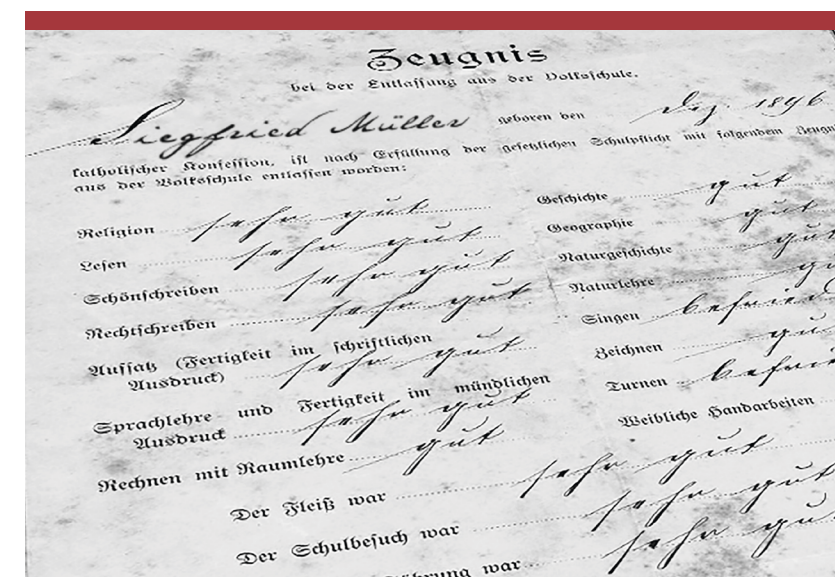 Zeugnis
bei der Entlassung aus der Volksschule.
Siegfried Müller geboren den Dez. 1896
katholischer Konfession, ist nach Erfüllung der gesetzlichen Schulpflicht mit folgendem
aus der Volksschule entlassen worden:
Religion sehr gut
Lesen sehr gut
Schönschreiben sehr gut
Rechtschreiben sehr gut
Aufsatz (Fertigkeit im schriftlichen
Ausdruck) sehr gut
Sprachlehre und Fertigkeit im mündlichen
Ausdruck sehr gut
Rechnen mit Raumlehre gut
Geschichte gut
Geographie gut
Naturgeschichte gut
Naturlehre
Singen
Zeichnen
Turnen
Weibliche Handarbeiten
Der Fleiß war sehr gut
Der Schulbesuch war sehr gut
war sehr